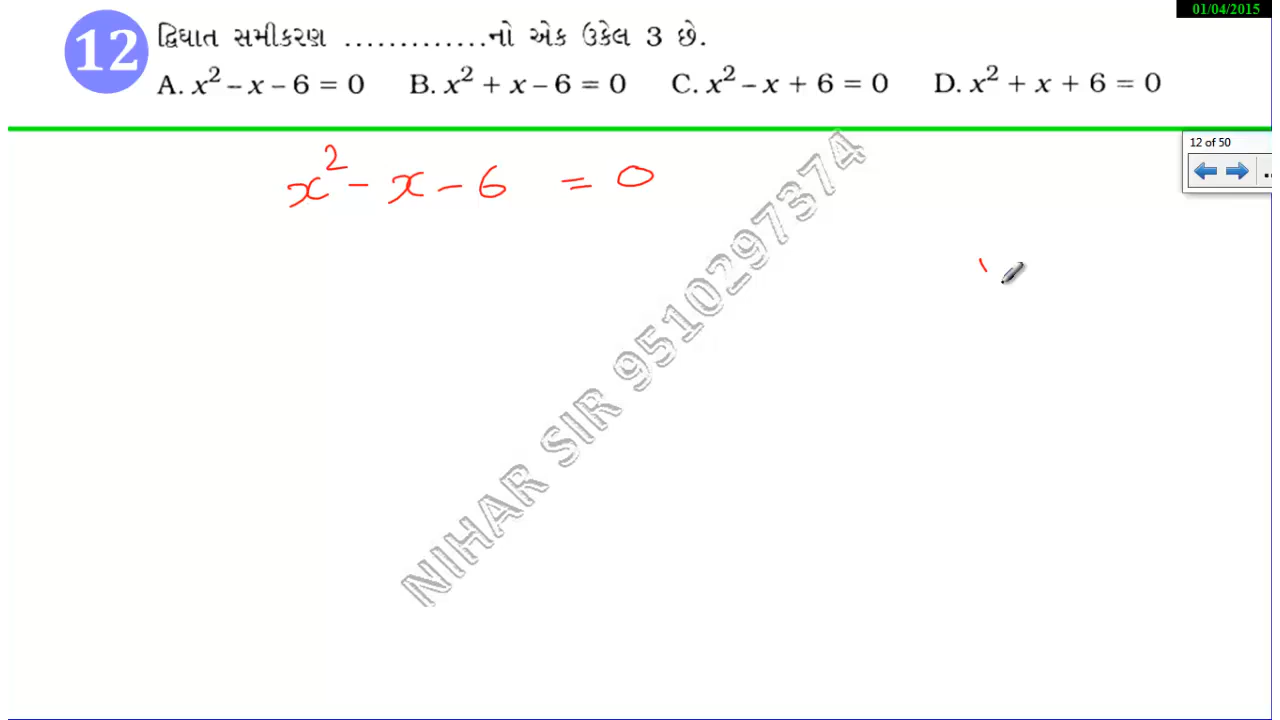 01/04/2015
12 દ્વિઘાત સમીકરણ ..............નો એક ઉકેલ 3 છે.
A. x² – x – 6 = 0 B. x² + x – 6 = 0 C. x² – x + 6 = 0 D. x² + x + 6 = 0
12 of 50
x² - x - 6 = 0
NIHAR SIR 9510297374